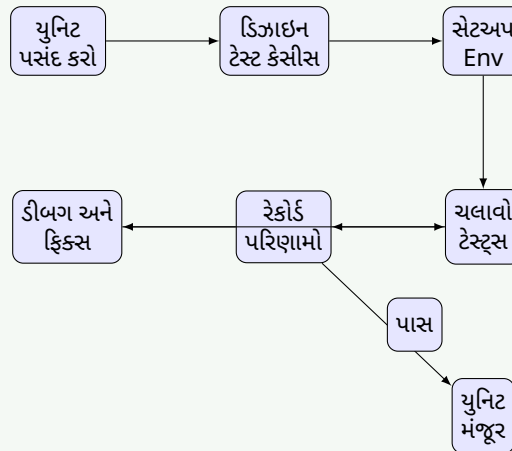 યુનિટ
પસંદ કરો
ડિઝાઇન
ટેસ્ટ કેસીસ
સેટઅપ
Env
ડીબગ અને
ફિક્સ
રેકોર્ડ
પરિણામો
ચલાવો
ટેસ્ટ્સ
પાસ
યુનિટ
મંજૂર